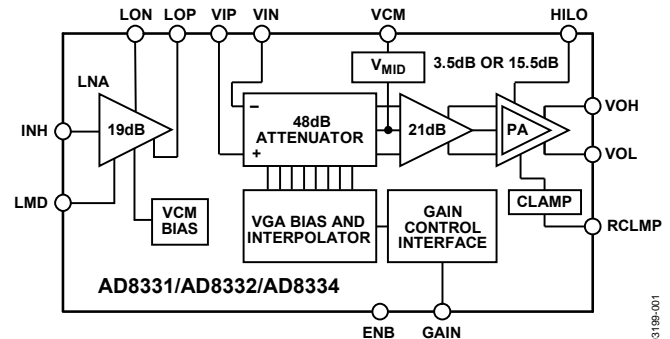 LON LOP VIP VIN VCM HILO
LNA
VMID
3.5dB OR 15.5dB
INH
19dB
48dB
ATTENUATOR
21dB
PA
VOH
VOL
LMD
VCM
BIAS
VGA BIAS AND
INTERPOLATOR
GAIN
CONTROL
INTERFACE
CLAMP
RCLMP
AD8331/AD8332/AD8334
ENB GAIN